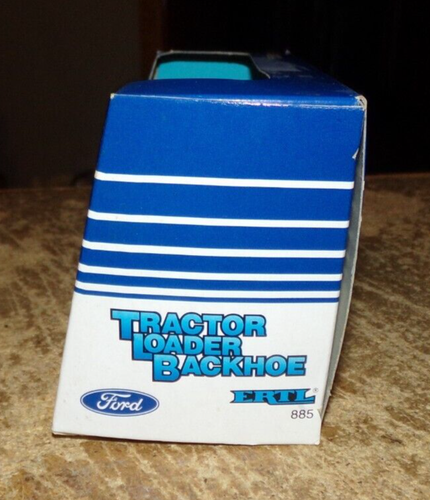 TRACTOR
LOADER
BACKHOE
Ford
ERTL®
885